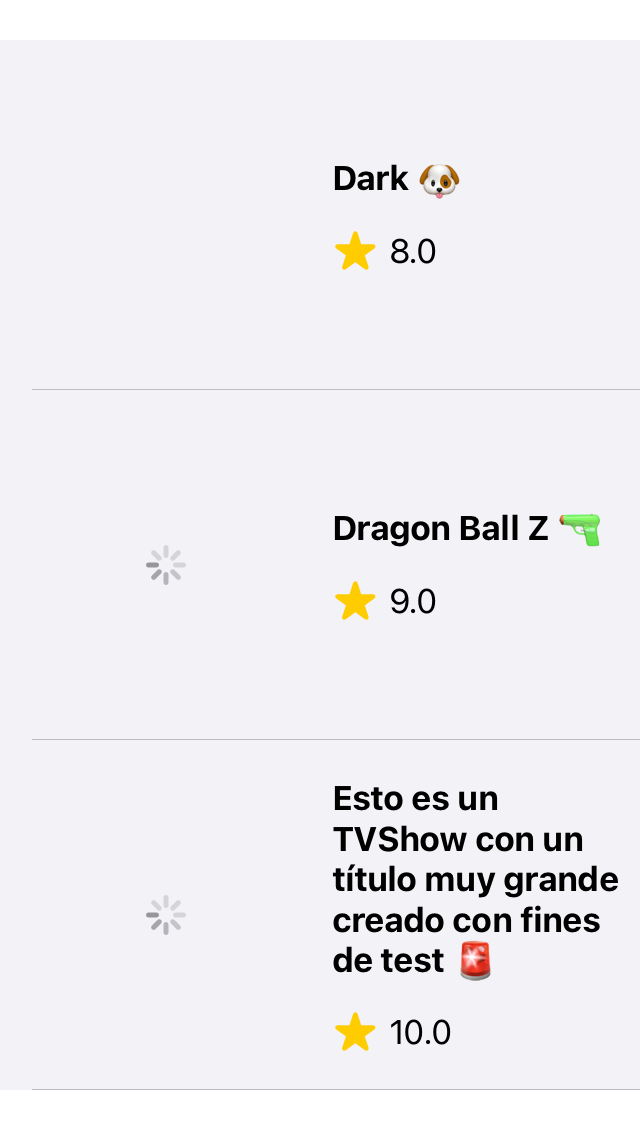 Dark 🐶
⭐ 8.0
Dragon Ball Z 🔫
⭐ 9.0
Esto es un
TVShow con un
título muy grande
creado con fines
de test 🚨
⭐ 10.0